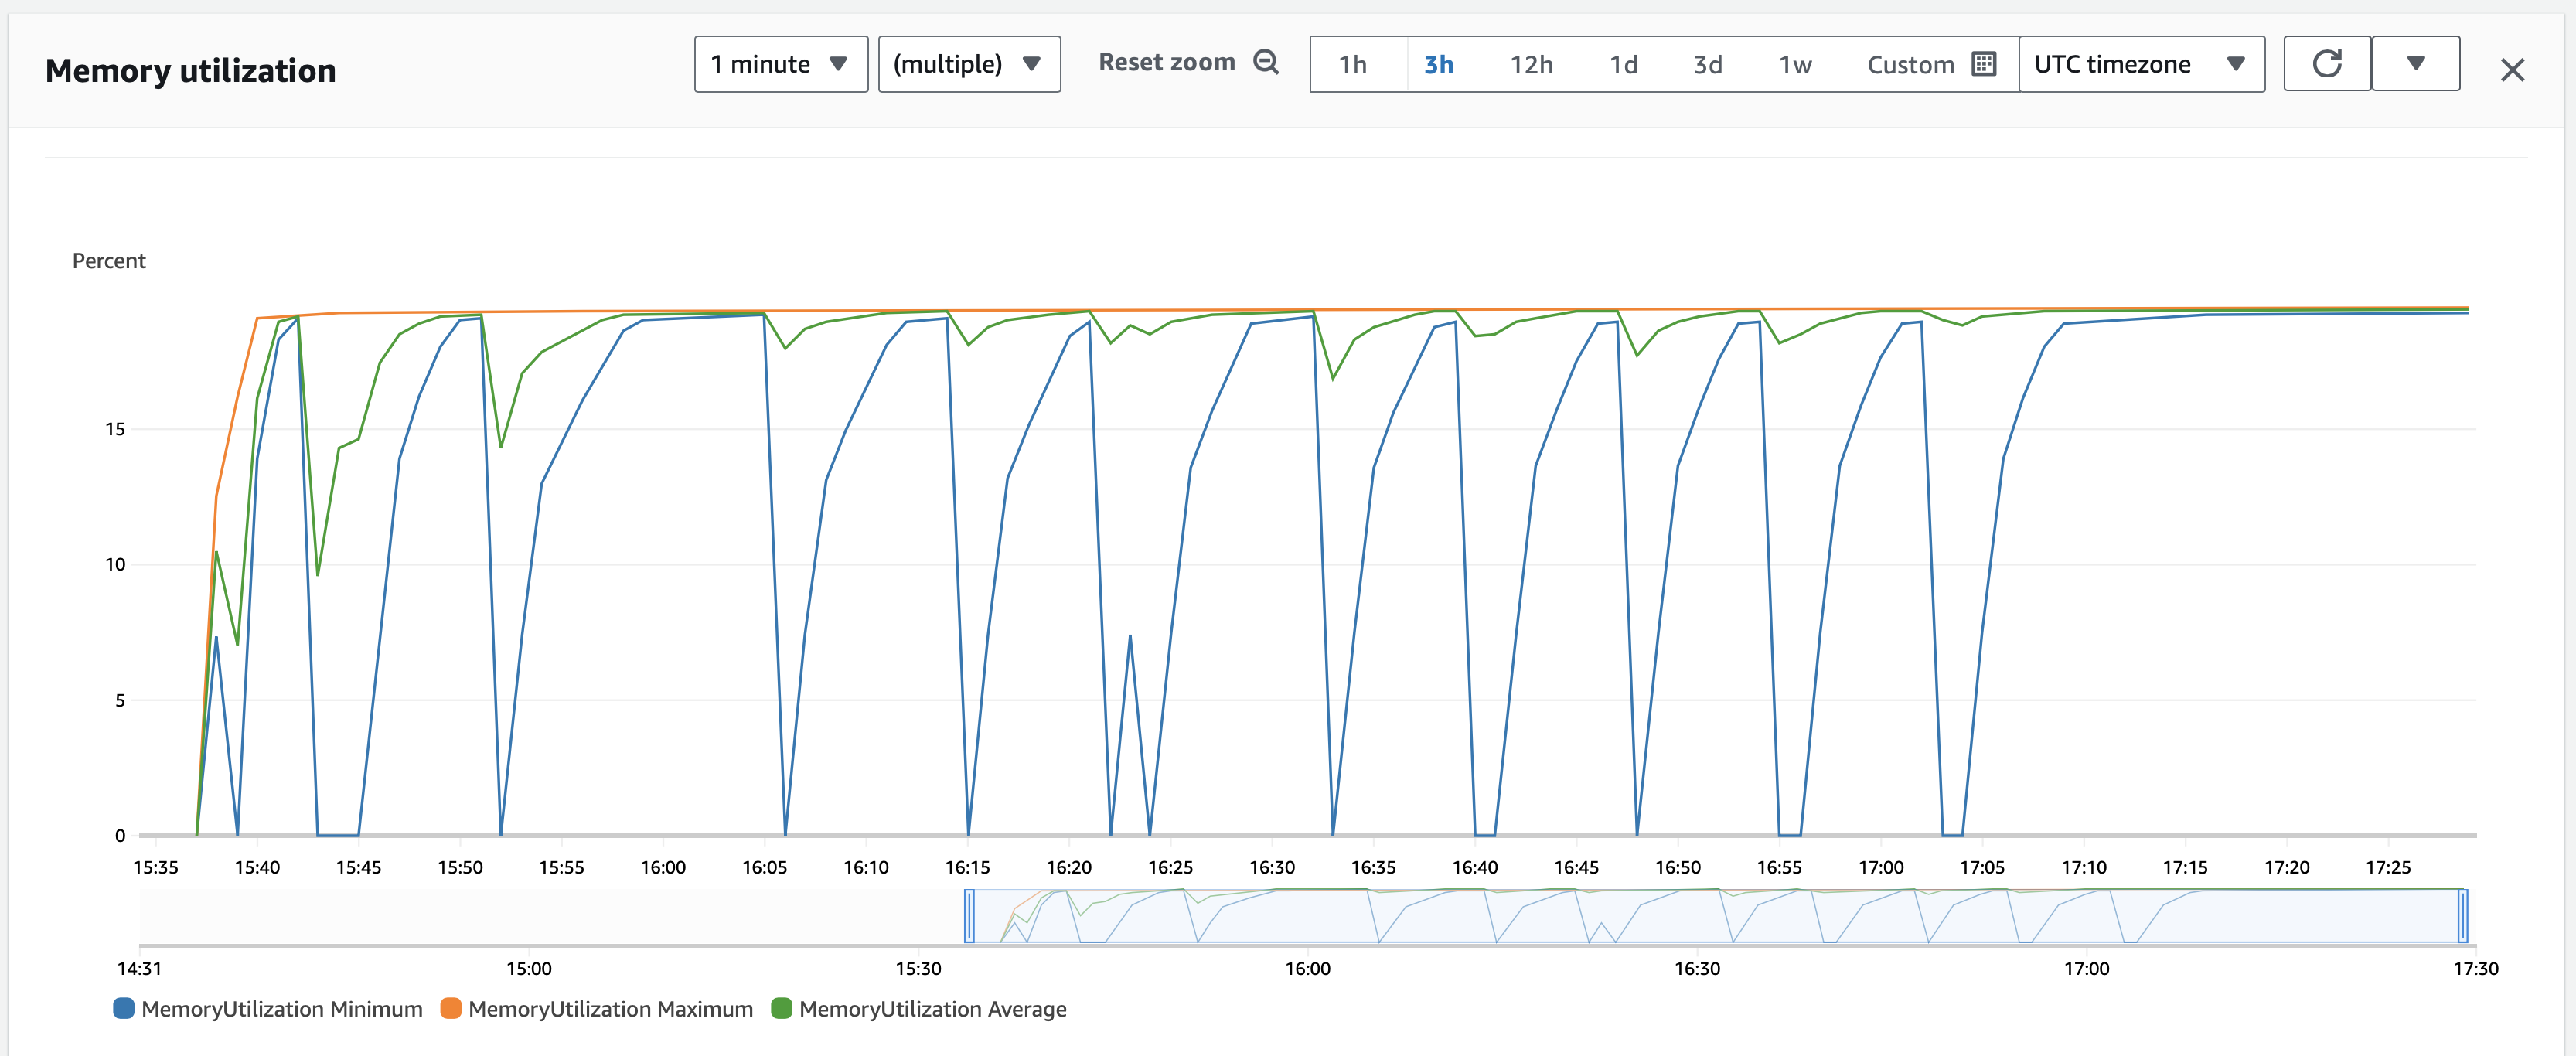 Memory utilization 1 minute (multiple) Reset zoom 1h 3h 12h 1d 3d 1w Custom UTC timezone
Percent
15
10
5
0
15:35 15:40 15:45 15:50 15:55 16:00 16:05 16:10 16:15 16:20 16:25 16:30 16:35 16:40 16:45 16:50 16:55 17:00 17:05 17:10 17:15 17:20 17:25
14:31 15:00 15:30 16:00 16:30 17:00 17:30
MemoryUtilization Minimum MemoryUtilization Maximum MemoryUtilization Average